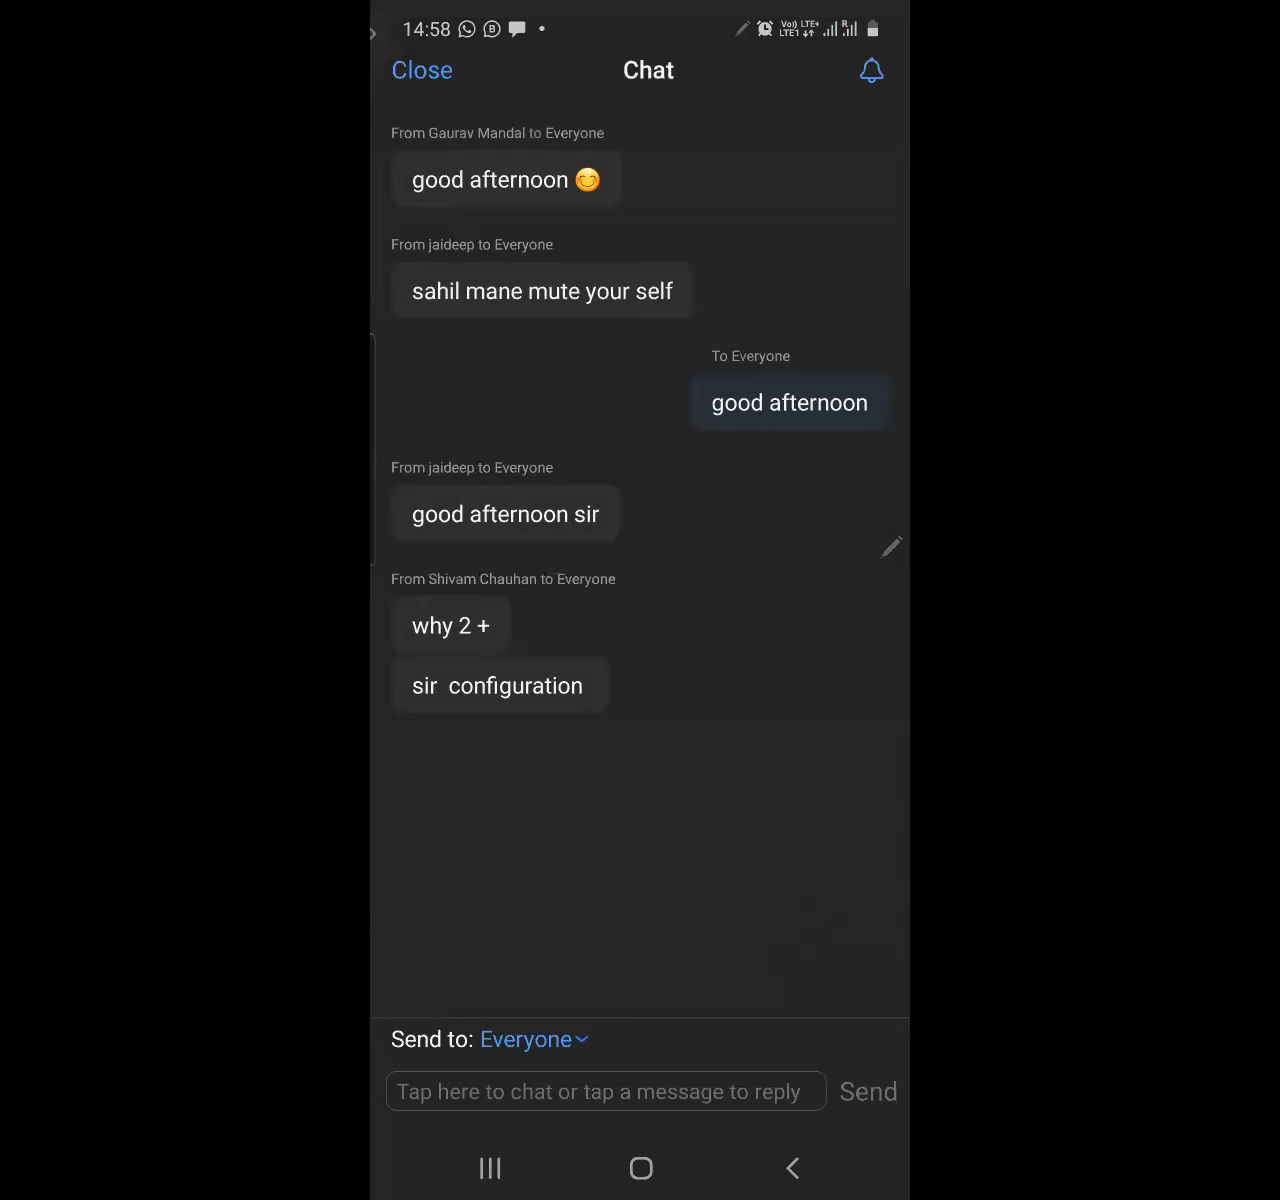 14:58
Close Chat
From Gaurav Mandal to Everyone
good afternoon 😊
From jaideep to Everyone
sahil mane mute your self
To Everyone
good afternoon
From jaideep to Everyone
good afternoon sir
From Shivam Chauhan to Everyone
why 2 +
sir configuration
Send to: Everyone
Tap here to chat or tap a message to reply Send